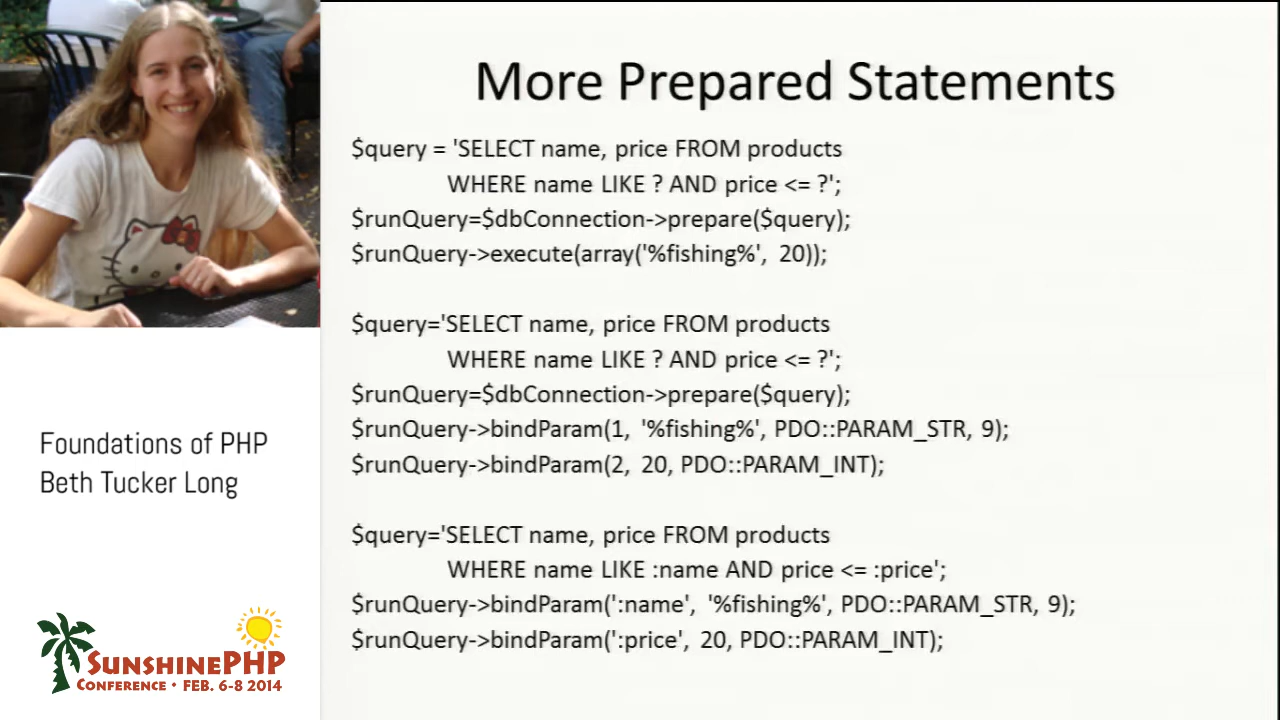 More Prepared Statements
$query = 'SELECT name, price FROM products
WHERE name LIKE ? AND price <= ?';
$runQuery=$dbConnection->prepare($query);
$runQuery->execute(array('%fishing%', 20));
$query='SELECT name, price FROM products
WHERE name LIKE ? AND price <= ?';
$runQuery=$dbConnection->prepare($query);
$runQuery->bindParam(1, '%fishing%', PDO::PARAM_STR, 9);
$runQuery->bindParam(2, 20, PDO::PARAM_INT);
$query='SELECT name, price FROM products
WHERE name LIKE :name AND price <= :price';
$runQuery->bindParam(':name', '%fishing%', PDO::PARAM_STR, 9);
$runQuery->bindParam(':price', 20, PDO::PARAM_INT);
Foundations of PHP
Beth Tucker Long
SUNSHINEPHP
CONFERENCE • FEB. 6-8 2014